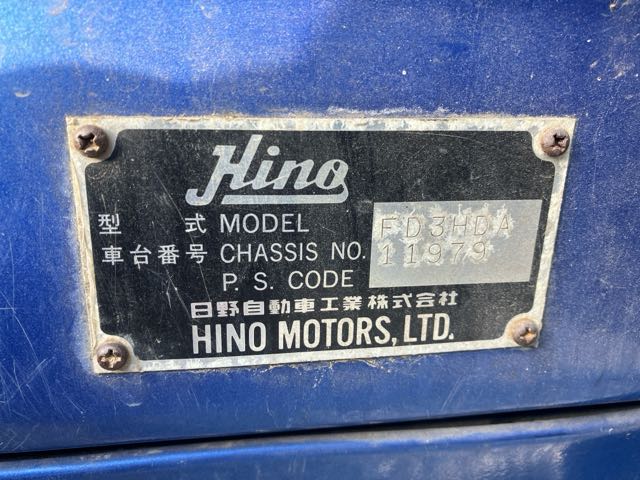 Hino
型 式 MODEL FD3HDA
車台番号 CHASSIS NO. 11979
P. S. CODE
日野自動車工業株式会社
HINO MOTORS, LTD.